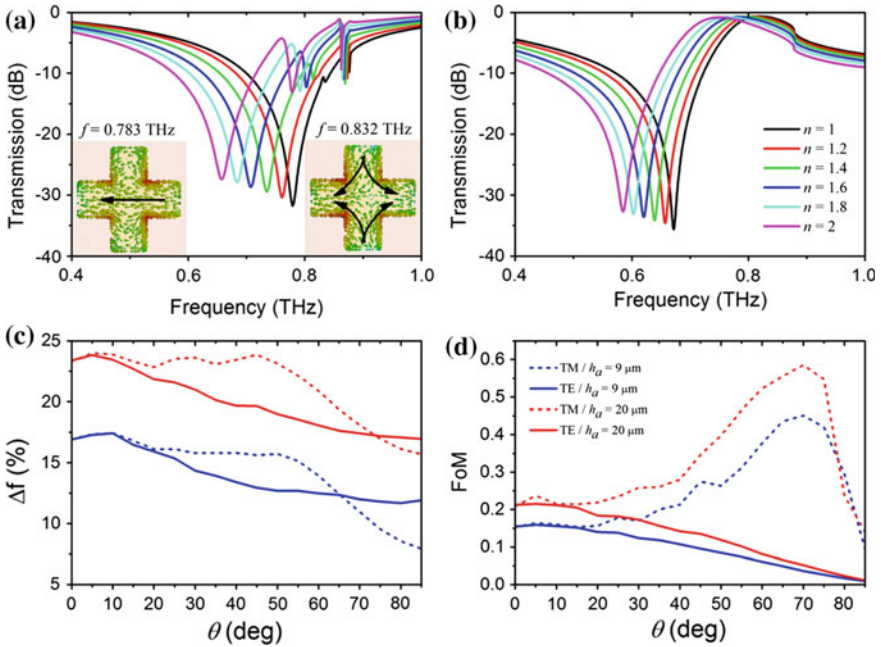 (a)
0
-10
-20
-30
-40
Transmission (dB)
f = 0.783 THz
f = 0.832 THz
0.4
0.6
0.8
1.0
Frequency (THz)
(b)
0
-10
-20
-30
-40
Transmission (dB)
n = 1
n = 1.2
n = 1.4
n = 1.6
n = 1.8
n = 2
0.4
0.6
0.8
1.0
Frequency (THz)
(c)
25
20
15
10
5
Δf (%)
0
10
20
30
40
50
60
70
80
θ (deg)
(d)
0.6
0.5
0.4
0.3
0.2
0.1
0.0
FoM
TM / hₐ = 9 μm
TE / hₐ = 9 μm
TM / hₐ = 20 μm
TE / hₐ = 20 μm
0
10
20
30
40
50
60
70
80
θ (deg)